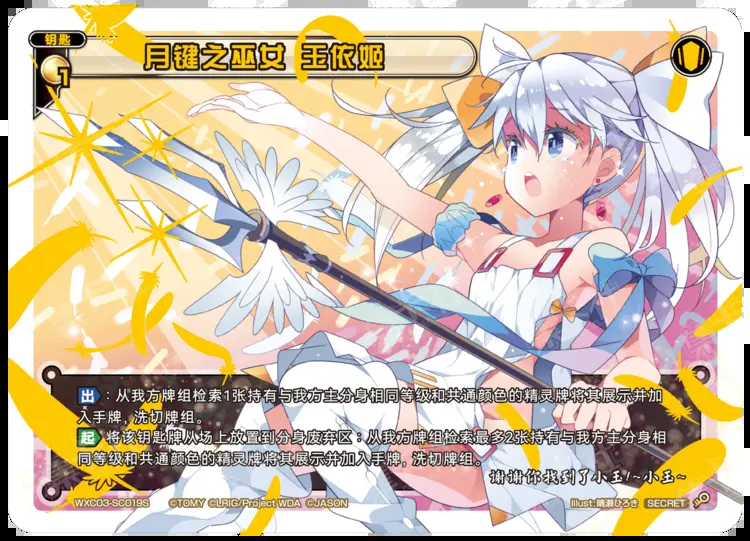 钥匙
月键之巫女 玉依姬
1
出：从我方牌组检索1张持有与我方主分身相同等级和共通颜色的精灵牌将其展示并加
入手牌, 洗切牌组。
起 将该钥匙牌从场上放置到分身废弃区：从我方牌组检索最多2张持有与我方主分身相
同等级和共通颜色的精灵牌将其展示并加入手牌, 洗切牌组。
谢谢你找到了小玉!~小玉~
WXC03-SC019S ©TOMY ©LRIG/Project WDA ©JASON Illust:晴瀬ひろき SECRET